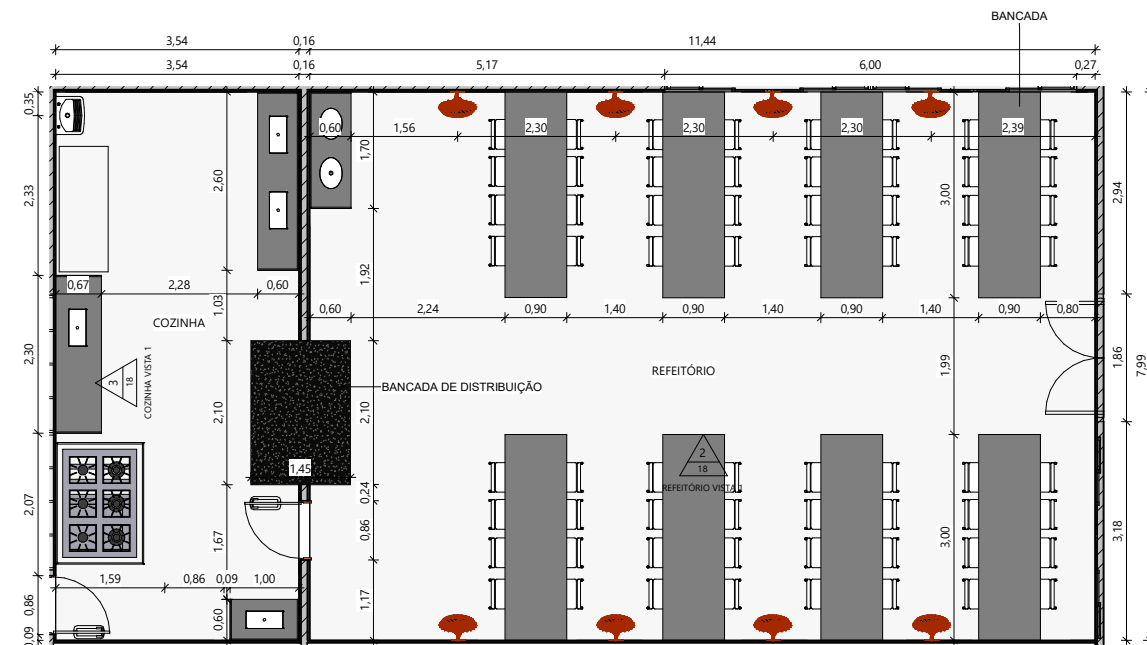 BANCADA
3,54 0,16 11,44
3,54 0,16 5,17 6,00 0,27
0,35
2,33
2,30
2,07
0,86
0,09
0,60 1,56 2,30 2,30 2,30 2,39
1,70
2,60
3,00
2,94
1,92
0,67 2,28 0,60
1,03
0,60 2,24 0,90 1,40 0,90 1,40 0,90 1,40 0,90 0,80
COZINHA
3
18
COZINHA VISTA 1
REFEITÓRIO
1,99
1,86
7,99
BANCADA DE DISTRIBUIÇÃO
2,10
2,10
1,45
2
18
REFEITÓRIO VISTA 1
0,24
0,86
1,67
3,00
3,18
1,59 0,86 0,09 1,00
0,60
1,17